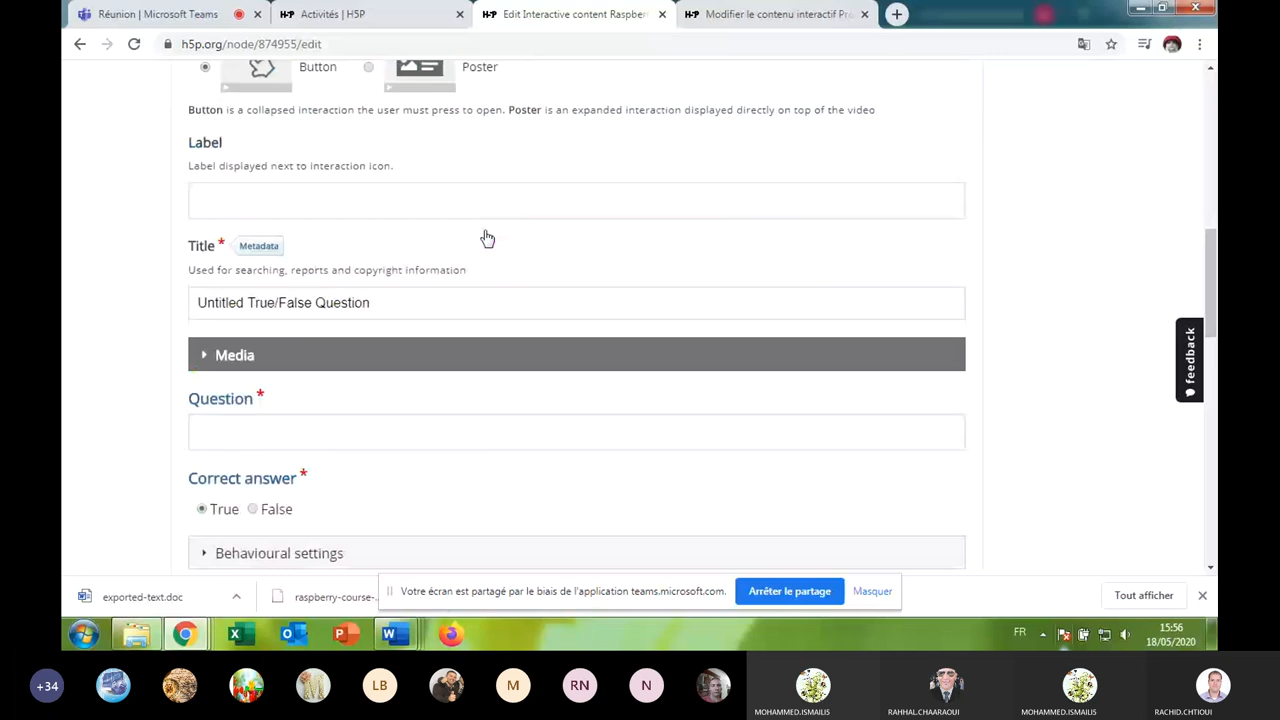 Réunion | Microsoft Teams
H-P Activités | H5P
H-P Edit Interactive content Raspber
H-P Modifier le contenu interactif Pré
h5p.org/node/874955/edit
Button
Poster
Button is a collapsed interaction the user must press to open. Poster is an expanded interaction displayed directly on top of the video
Label
Label displayed next to interaction icon.
Title * Metadata
Used for searching, reports and copyright information
Untitled True/False Question
Media
Question *
Correct answer *
True False
Behavioural settings
feedback
Votre écran est partagé par le biais de l'application teams.microsoft.com.
Arrêter le partage
Masquer
exported-text.doc
raspberry-course-...
Tout afficher
FR
15:56
18/05/2020
+34
LB
M
RN
N
MOHAMMED.ISMAILIS
RAHHAL.CHAARAOUI
MOHAMMED.ISMAILIS
RACHID.CHTIOUI